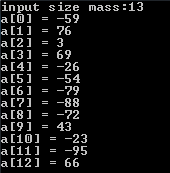 input size mass:13
a[0] = -59
a[1] = 76
a[2] = 3
a[3] = 69
a[4] = -26
a[5] = -54
a[6] = -79
a[7] = -88
a[8] = -72
a[9] = 43
a[10] = -23
a[11] = -95
a[12] = 66